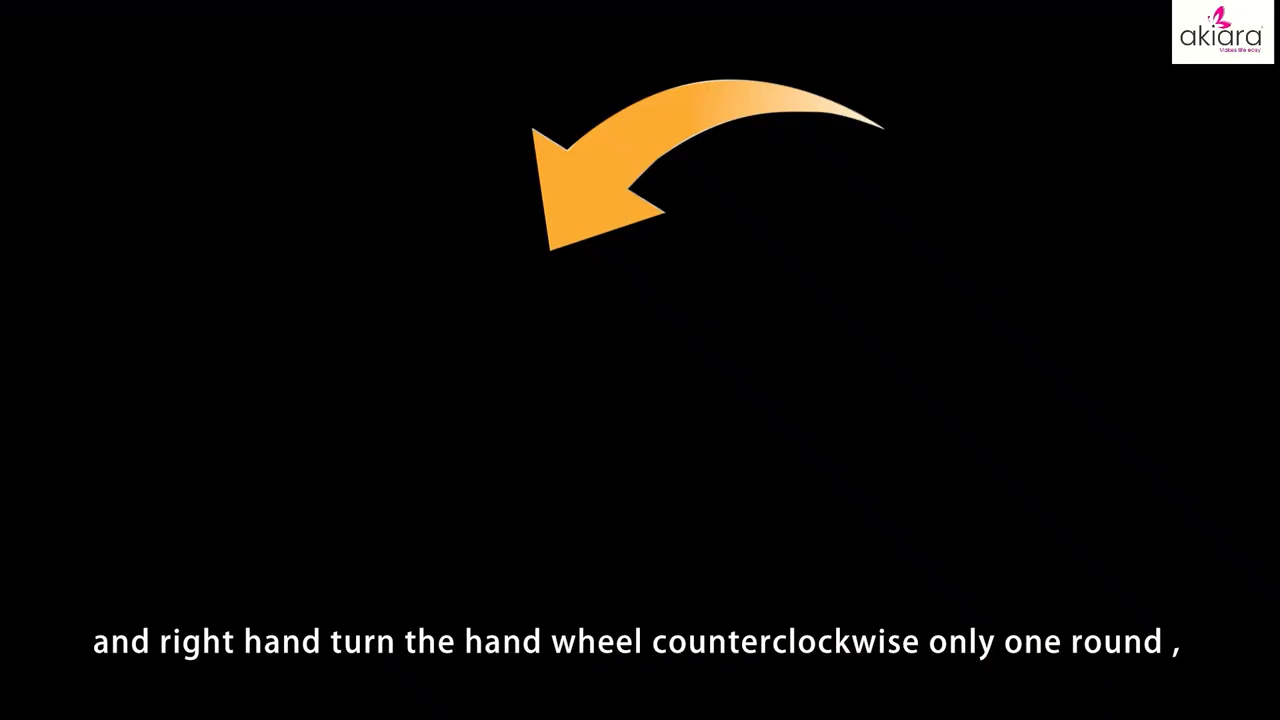 akiara
Makes life easy
and right hand turn the hand wheel counterclockwise only one round ,